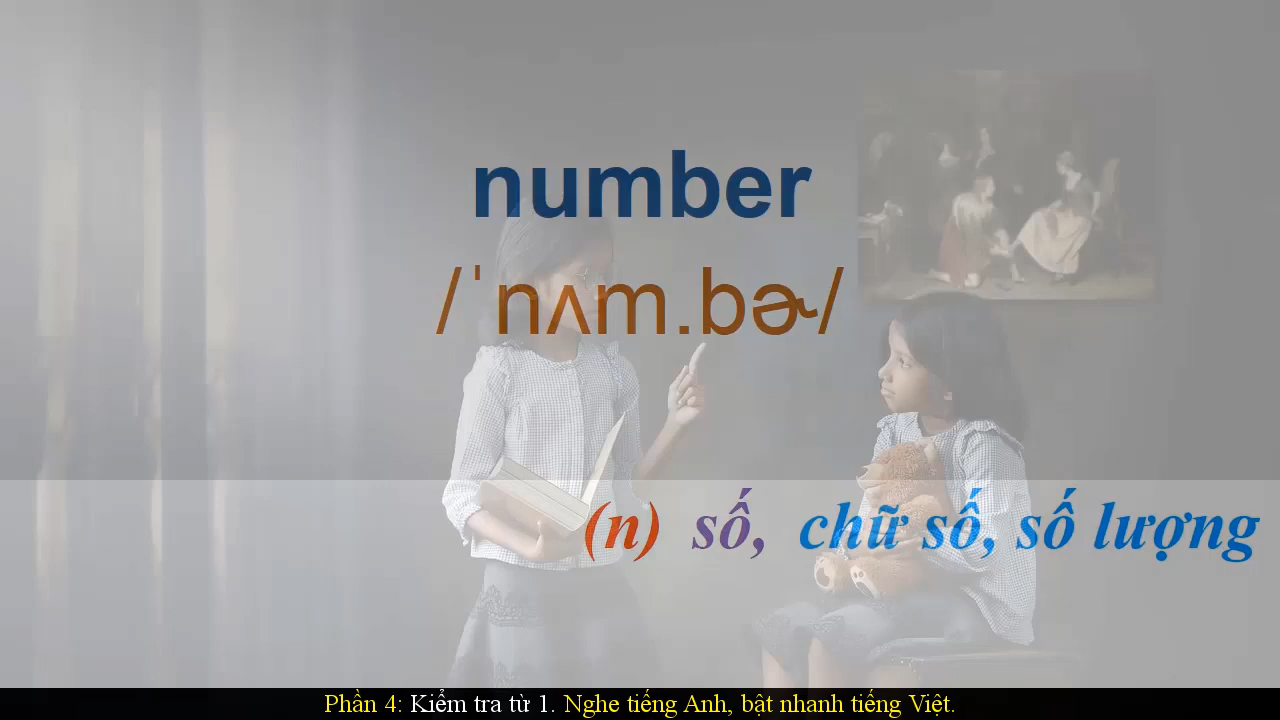 number
/ˈnʌm.bɚ/
(n) số, chữ số, số lượng
Phần 4: Kiểm tra từ 1. Nghe tiếng Anh, bật nhanh tiếng Việt.